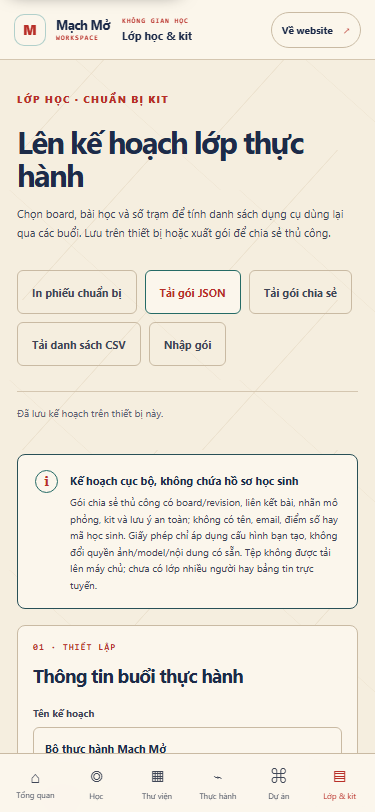 M
Mạch Mở
WORKSPACE
KHÔNG GIAN HỌC
Lớp học & kit
Về website ↗
LỚP HỌC · CHUẨN BỊ KIT
Lên kế hoạch lớp thực
hành
Chọn board, bài học và số trạm để tính danh sách dụng cụ dùng lại
qua các buổi. Lưu trên thiết bị hoặc xuất gói để chia sẻ thủ công.
In phiếu chuẩn bị
Tải gói JSON
Tải gói chia sẻ
Tải danh sách CSV
Nhập gói
Đã lưu kế hoạch trên thiết bị này.
i
Kế hoạch cục bộ, không chứa hồ sơ học sinh
Gói chia sẻ thủ công có board/revision, liên kết bài, nhãn mô
phỏng, kit và lưu ý an toàn; không có tên, email, điểm số hay
mã học sinh. Giấy phép chỉ áp dụng cấu hình bạn tạo, không
đổi quyền ảnh/model/nội dung có sẵn. Tệp không được tải
lên máy chủ; chưa có lớp nhiều người hay bảng tin trực
tuyến.
01 · THIẾT LẬP
Thông tin buổi thực hành
Tên kế hoạch
Bộ thực hành Mạch Mở
Tổng quan
Học
Thư viện
Thực hành
Dự án
Lớp & kit